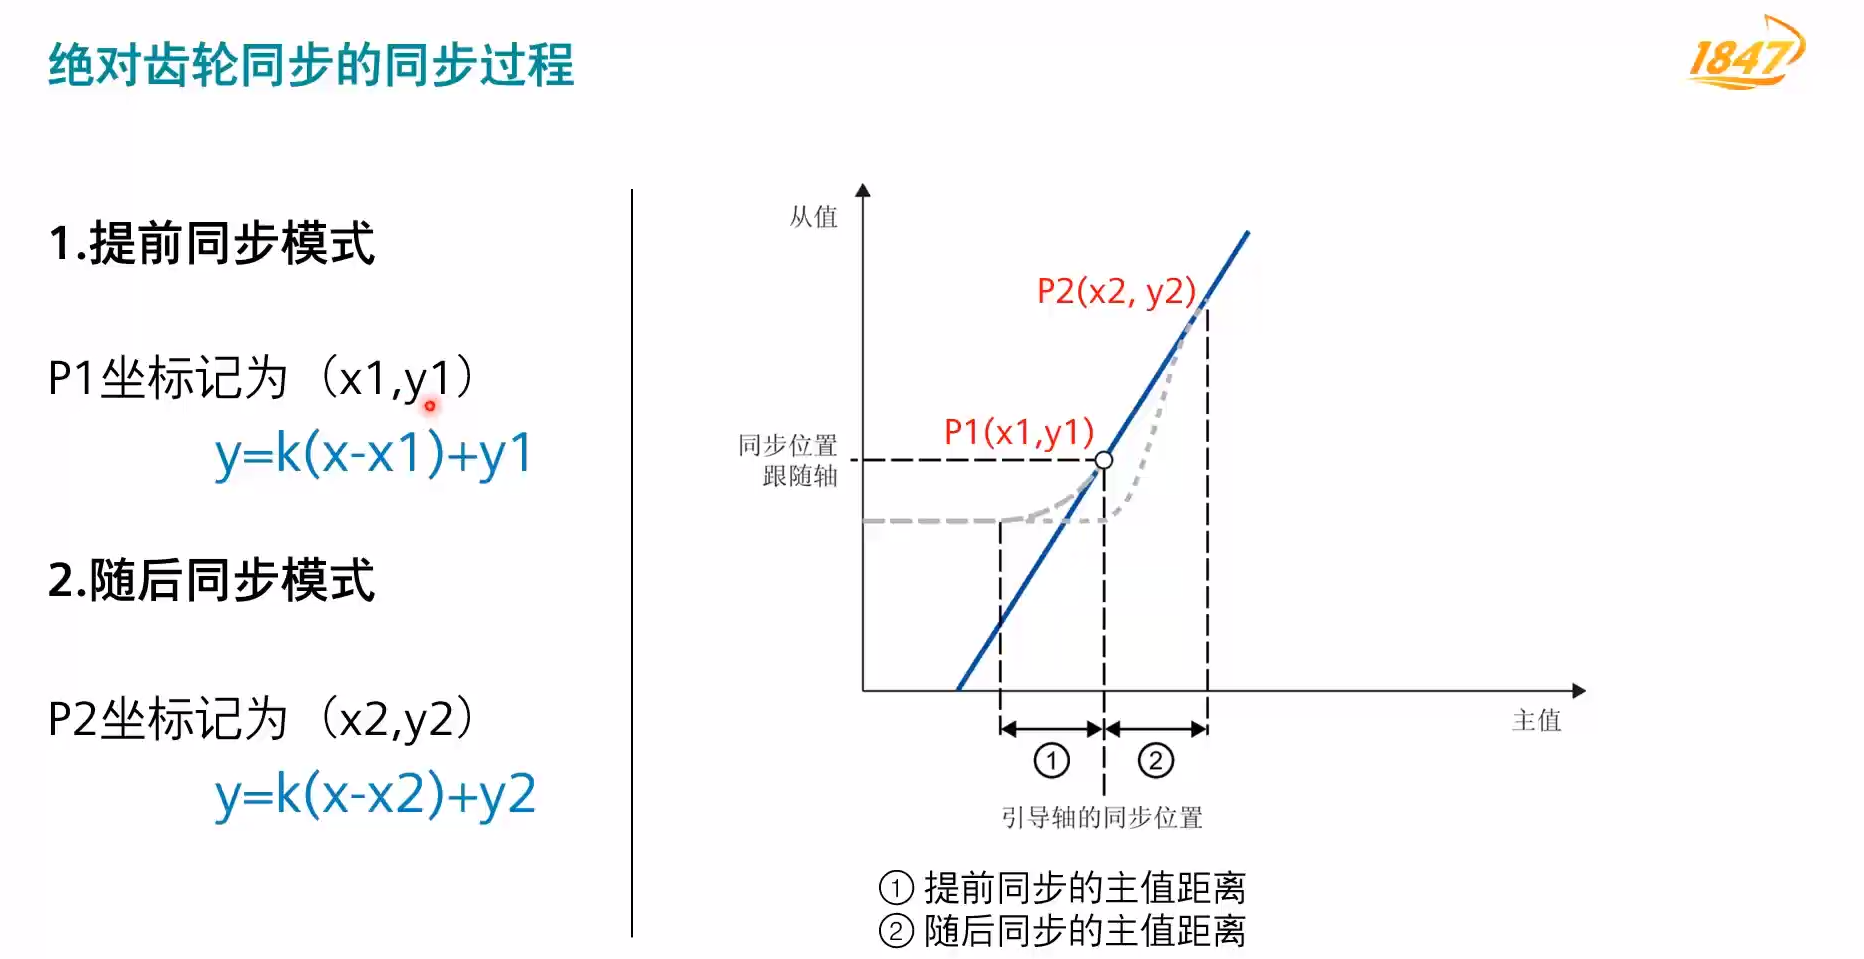 绝对齿轮同步的同步过程
1847
1.提前同步模式
P1坐标记为（x1,y1）
y=k(x-x1)+y1
2.随后同步模式
P2坐标记为（x2,y2）
y=k(x-x2)+y2
从值
P2(x2, y2)
P1(x1,y1)
同步位置
跟随轴
主值
① ②
引导轴的同步位置
① 提前同步的主值距离
② 随后同步的主值距离